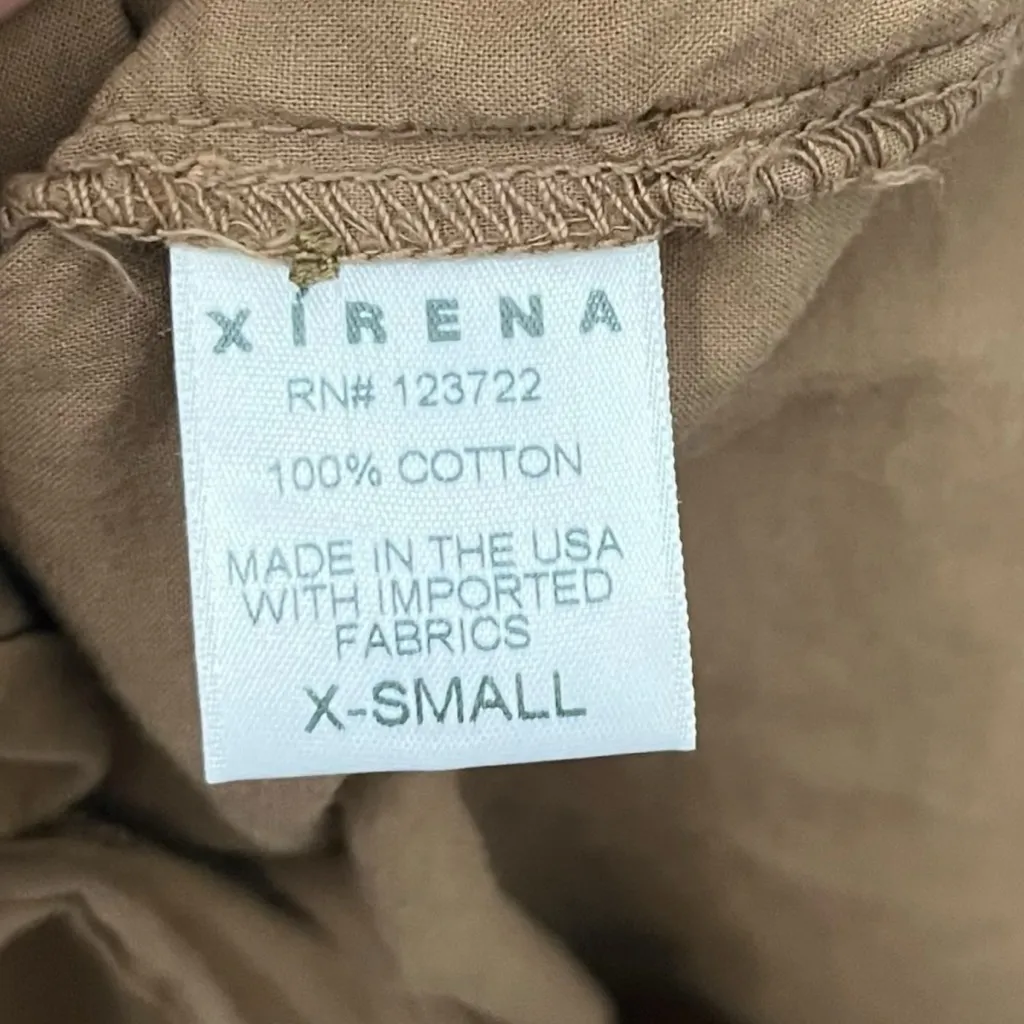 XIRENA
RN# 123722
100% COTTON
MADE IN THE USA
WITH IMPORTED
FABRICS
X-SMALL